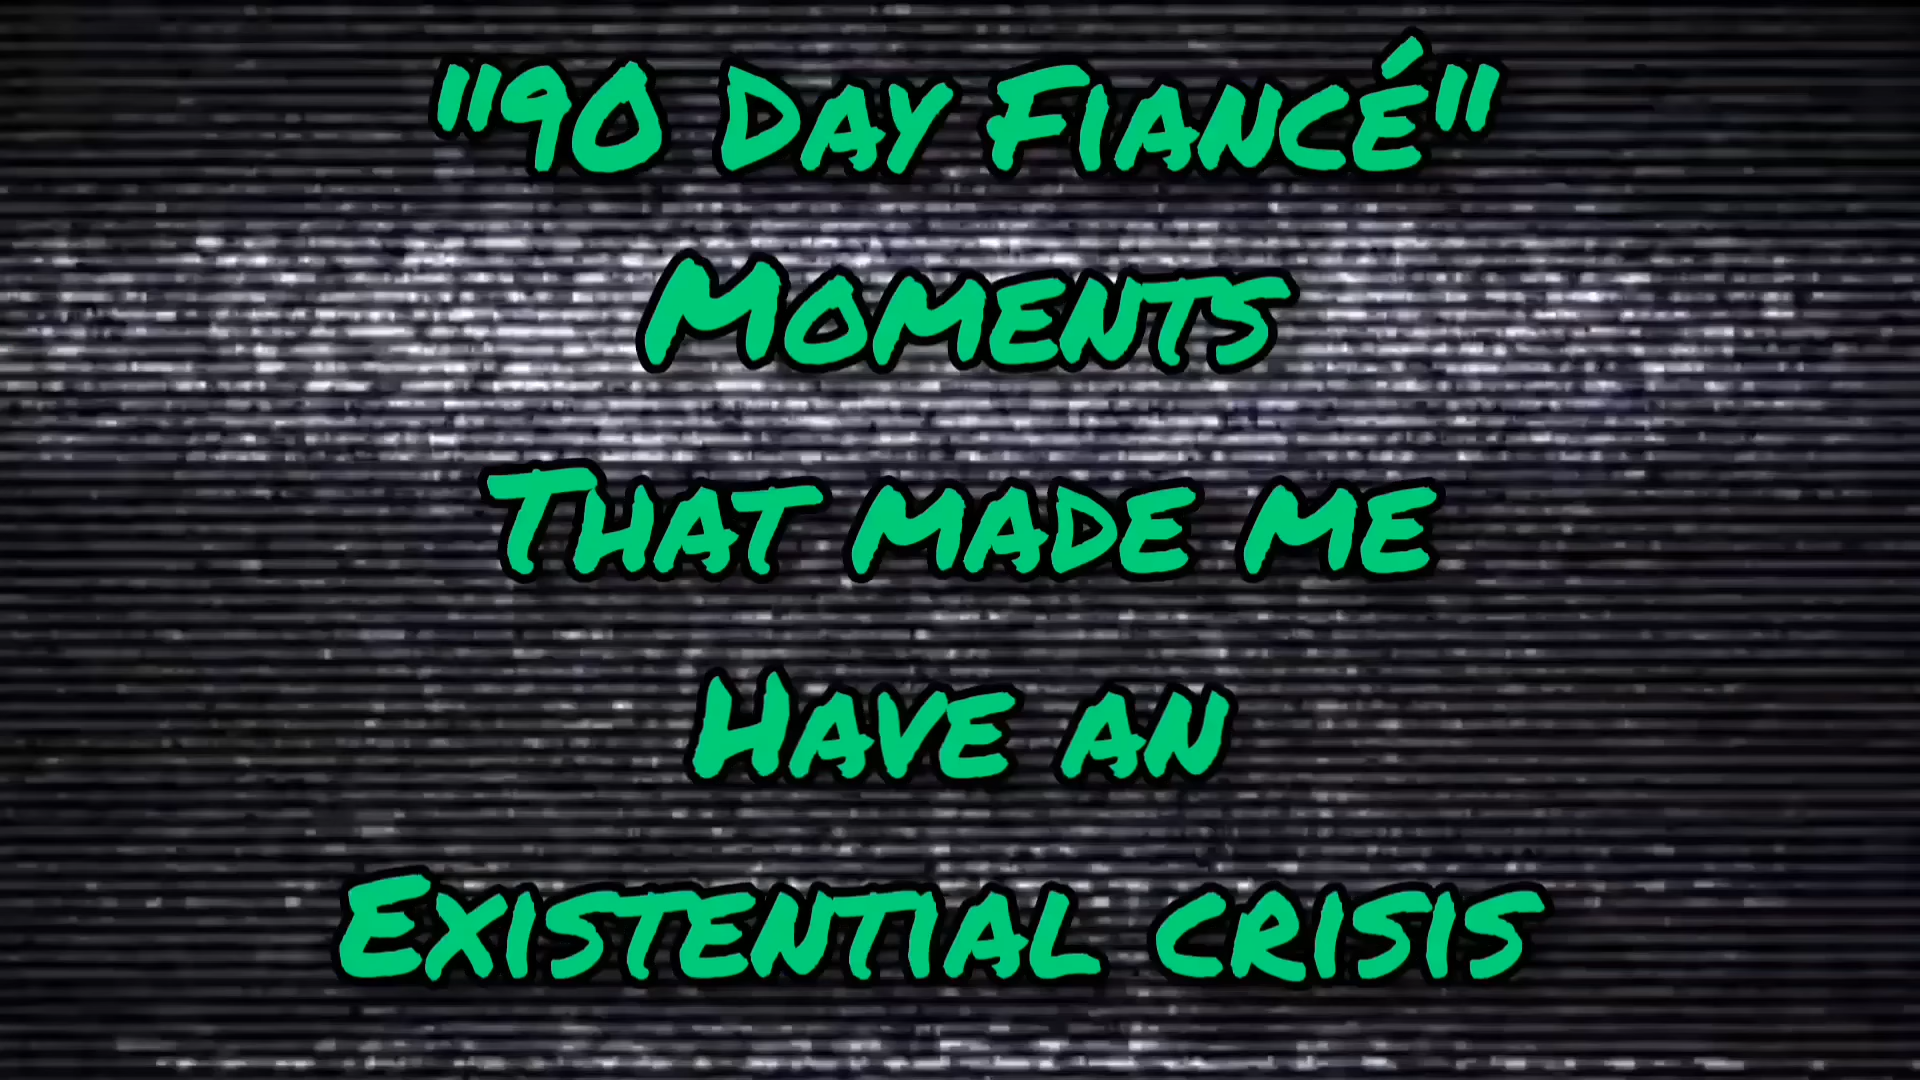 "90 Day Fiancé"
Moments
That made me
Have an
Existential crisis